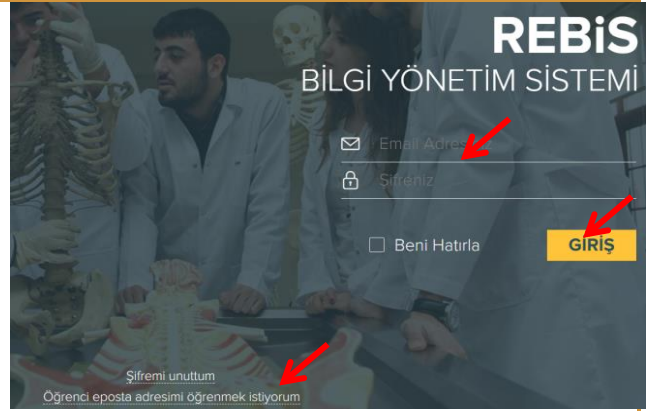 REBiS
BİLGİ YÖNETİM SİSTEMİ
Email Adresiniz
Şifreniz
Beni Hatırla
GİRİŞ
Şifremi unuttum
Öğrenci eposta adresimi öğrenmek istiyorum